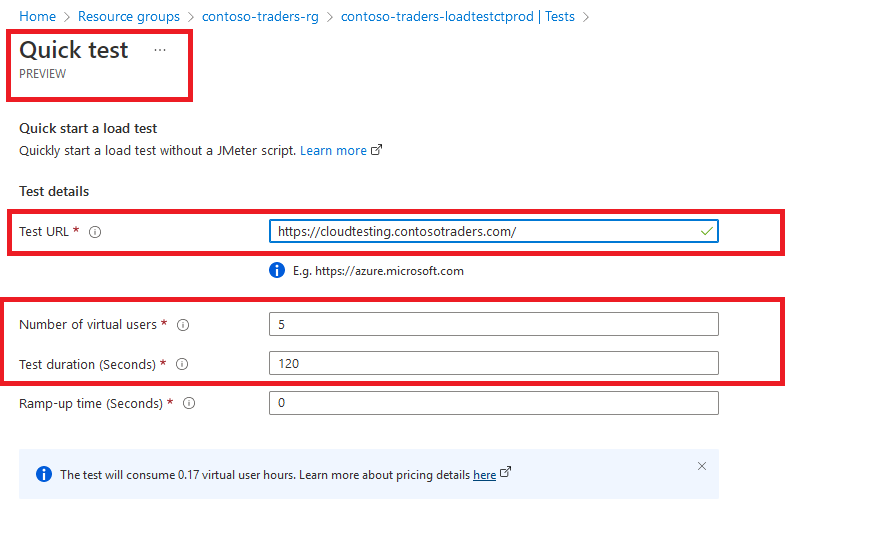 Home > Resource groups > contoso-traders-rg > contoso-traders-loadtestctprod | Tests >
Quick test ...
PREVIEW
Quick start a load test
Quickly start a load test without a JMeter script. Learn more
Test details
Test URL * https://cloudtesting.contosotraders.com/
E.g. https://azure.microsoft.com
Number of virtual users * 5
Test duration (Seconds) * 120
Ramp-up time (Seconds) * 0
The test will consume 0.17 virtual user hours. Learn more about pricing details here